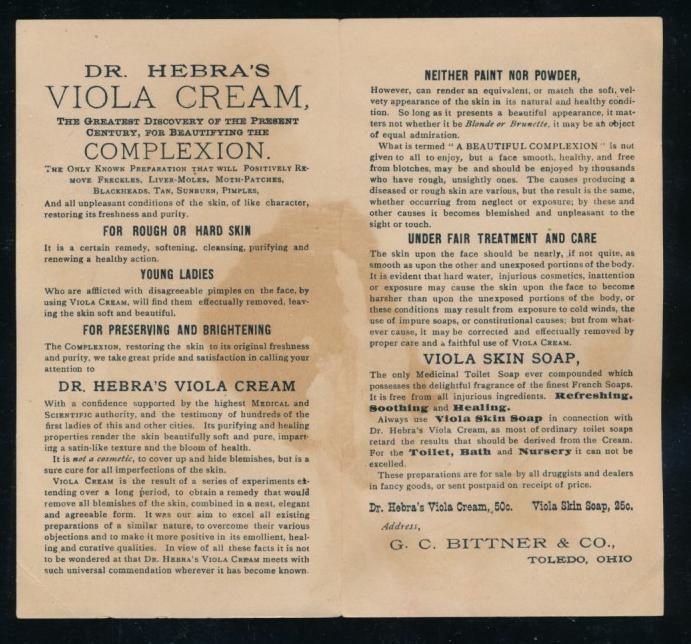 DR. HEBRA'S
VIOLA CREAM,
THE GREATEST DISCOVERY OF THE PRESENT
CENTURY, FOR BEAUTIFYING THE
COMPLEXION.
THE ONLY KNOWN PREPARATION THAT WILL POSITIVELY RE-
MOVE FRECKLES, LIVER-MOLES, MOTH-PATCHES,
BLACKHEADS, TAN, SUNBURN, PIMPLES,
And all unpleasant conditions of the skin, of like character,
restoring its freshness and purity.
FOR ROUGH OR HARD SKIN
It is a certain remedy, softening, cleansing, purifying and
renewing a healthy action.
YOUNG LADIES
Who are afflicted with disagreeable pimples on the face, by
using VIOLA CREAM, will find them effectually removed, leav-
ing the skin soft and beautiful.
FOR PRESERVING AND BRIGHTENING
The COMPLEXION, restoring the skin to its original freshness
and purity, we take great pride and satisfaction in calling your
attention to
DR. HEBRA'S VIOLA CREAM
With a confidence supported by the highest MEDICAL and
SCIENTIFIC authority, and the testimony of hundreds of the
first ladies of this and other cities. Its purifying and healing
properties render the skin beautifully soft and pure, impart-
ing a satin-like texture and the bloom of health.
It is not a cosmetic, to cover up and hide blemishes, but is a
sure cure for all imperfections of the skin.
VIOLA CREAM is the result of a series of experiments ex-
tending over a long period, to obtain a remedy that would
remove all blemishes of the skin, combined in a neat, elegant
and agreeable form. It was our aim to excel all existing
preparations of a similar nature, to overcome their various
objections and to make it more positive in its emollient, heal-
ing and curative qualities. In view of all these facts it is not
to be wondered at that DR. HEBRA'S VIOLA CREAM meets with
such universal commendation wherever it has become known.
NEITHER PAINT NOR POWDER,
However, can render an equivalent, or match the soft, vel-
vety appearance of the skin in its natural and healthy condi-
tion. So long as it presents a beautiful appearance, it mat-
ters not whether it be Blonde or Brunette, it may be an object
of equal admiration.
What is termed "A BEAUTIFUL COMPLEXION" is not
given to all to enjoy, but a face smooth, healthy, and free
from blotches, may be and should be enjoyed by thousands
who have rough, unsightly ones. The causes producing a
diseased or rough skin are various, but the result is the same,
whether occurring from neglect or exposure; by these and
other causes it becomes blemished and unpleasant to the
sight or touch.
UNDER FAIR TREATMENT AND CARE
The skin upon the face should be nearly, if not quite, as
smooth as upon the other and unexposed portions of the body.
It is evident that hard water, injurious cosmetics, inattention
or exposure may cause the skin upon the face to become
harsher than upon the unexposed portions of the body, or
these conditions may result from exposure to cold winds, the
use of impure soaps, or constitutional causes; but from what-
ever cause, it may be corrected and effectually removed by
proper care and a faithful use of VIOLA CREAM.
VIOLA SKIN SOAP,
The only Medicinal Toilet Soap ever compounded which
possesses the delightful fragrance of the finest French Soaps.
It is free from all injurious ingredients. Refreshing,
Soothing and Healing.
Always use Viola Skin Soap in connection with
Dr. Hebra's Viola Cream, as most of ordinary toilet soaps
retard the results that should be derived from the Cream.
For the Toilet, Bath and Nursery it can not be
excelled.
These preparations are for sale by all druggists and dealers
in fancy goods, or sent postpaid on receipt of price.
Dr. Hebra's Viola Cream, 50c. Viola Skin Soap, 25c.
Address,
G. C. BITTNER & CO.,
TOLEDO, OHIO